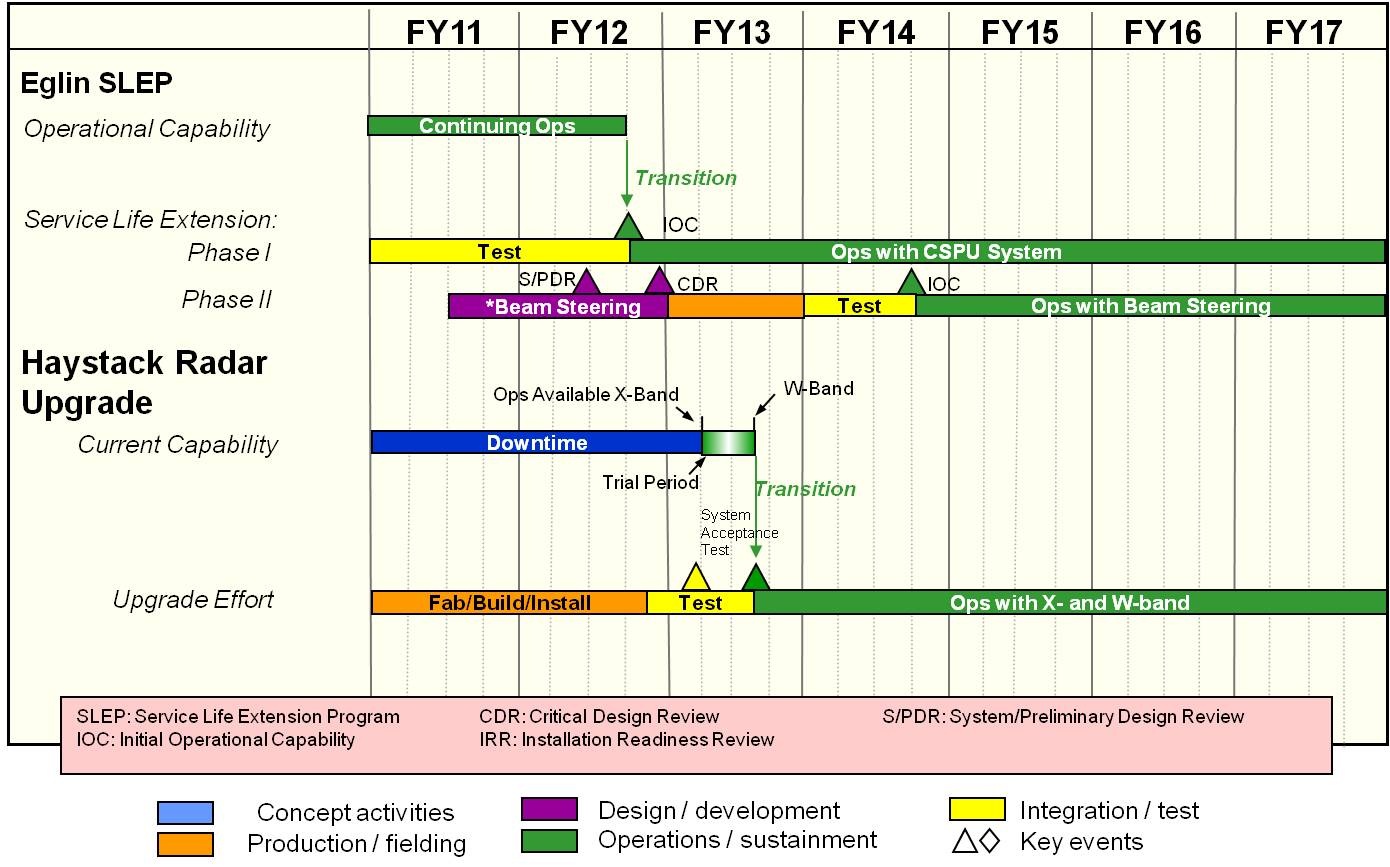 FY11 FY12 FY13 FY14 FY15 FY16 FY17
Eglin SLEP
Operational Capability
Continuing Ops
Transition
Service Life Extension:
IOC
Phase I
Test
Ops with CSPU System
S/PDR
CDR
IOC
Phase II
*Beam Steering
Test
Ops with Beam Steering
Haystack Radar
Upgrade
Ops Available X-Band
W-Band
Current Capability
Downtime
Trial Period
Transition
System
Acceptance
Test
Upgrade Effort
Fab/Build/Install
Test
Ops with X- and W-band
SLEP: Service Life Extension Program
CDR: Critical Design Review
S/PDR: System/Preliminary Design Review
IOC: Initial Operational Capability
IRR: Installation Readiness Review
Concept activities
Design / development
Integration / test
Production / fielding
Operations / sustainment
Key events